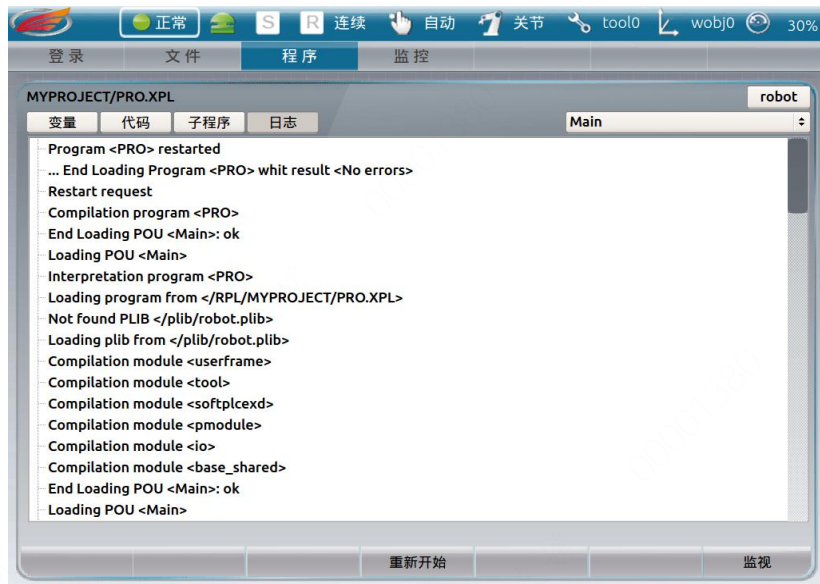 正常 S R 连续 自动 关节 tool0 wobj0 30%
登录 文件 程序 监控
MYPROJECT/PRO.XPL robot
变量 代码 子程序 日志 Main
Program <PRO> restarted
... End Loading Program <PRO> whit result <No errors>
Restart request
Compilation program <PRO>
End Loading POU <Main>: ok
Loading POU <Main>
Interpretation program <PRO>
Loading program from </RPL/MYPROJECT/PRO.XPL>
Not found PLIB </plib/robot.plib>
Loading plib from </plib/robot.plib>
Compilation module <userframe>
Compilation module <tool>
Compilation module <softplcexd>
Compilation module <pmodule>
Compilation module <io>
Compilation module <base_shared>
End Loading POU <Main>: ok
Loading POU <Main>
重新开始 监视